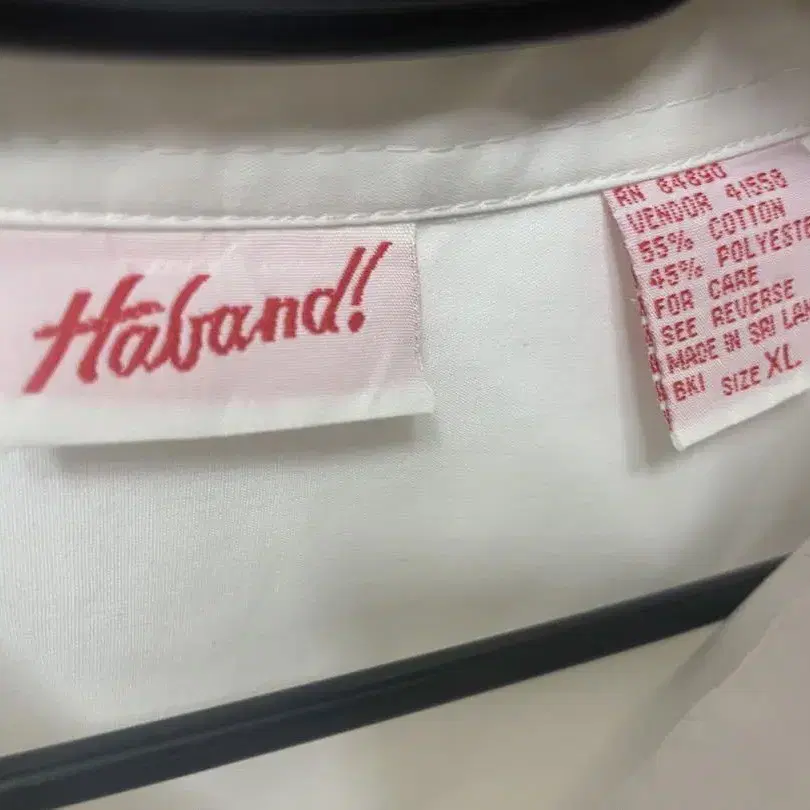 Haband!
RN 84890
VENDOR 41550
55% COTTON
45% POLYESTE
FOR CARE
SEE REVERSE
MADE IN SRI LAN
BKI SIZE XL